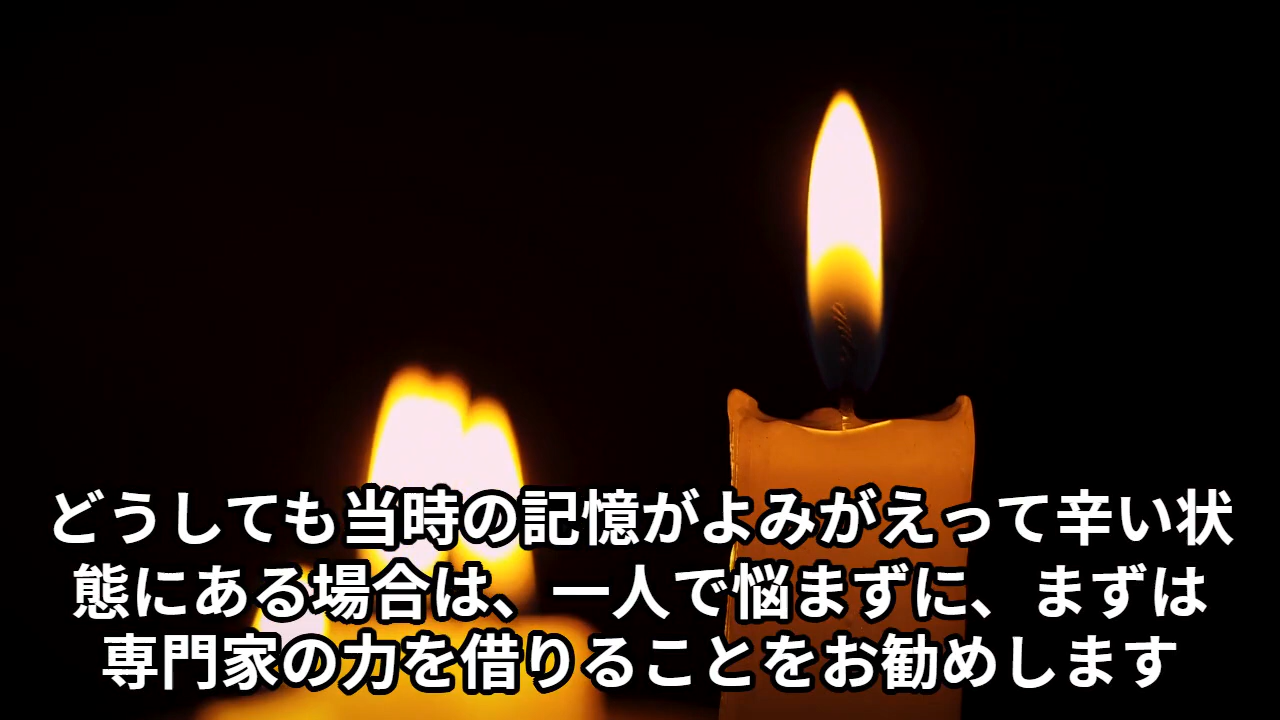 どうしても当時の記憶がよみがえって辛い状
態にある場合は、一人で悩まずに、まずは
専門家の力を借りることをお勧めします